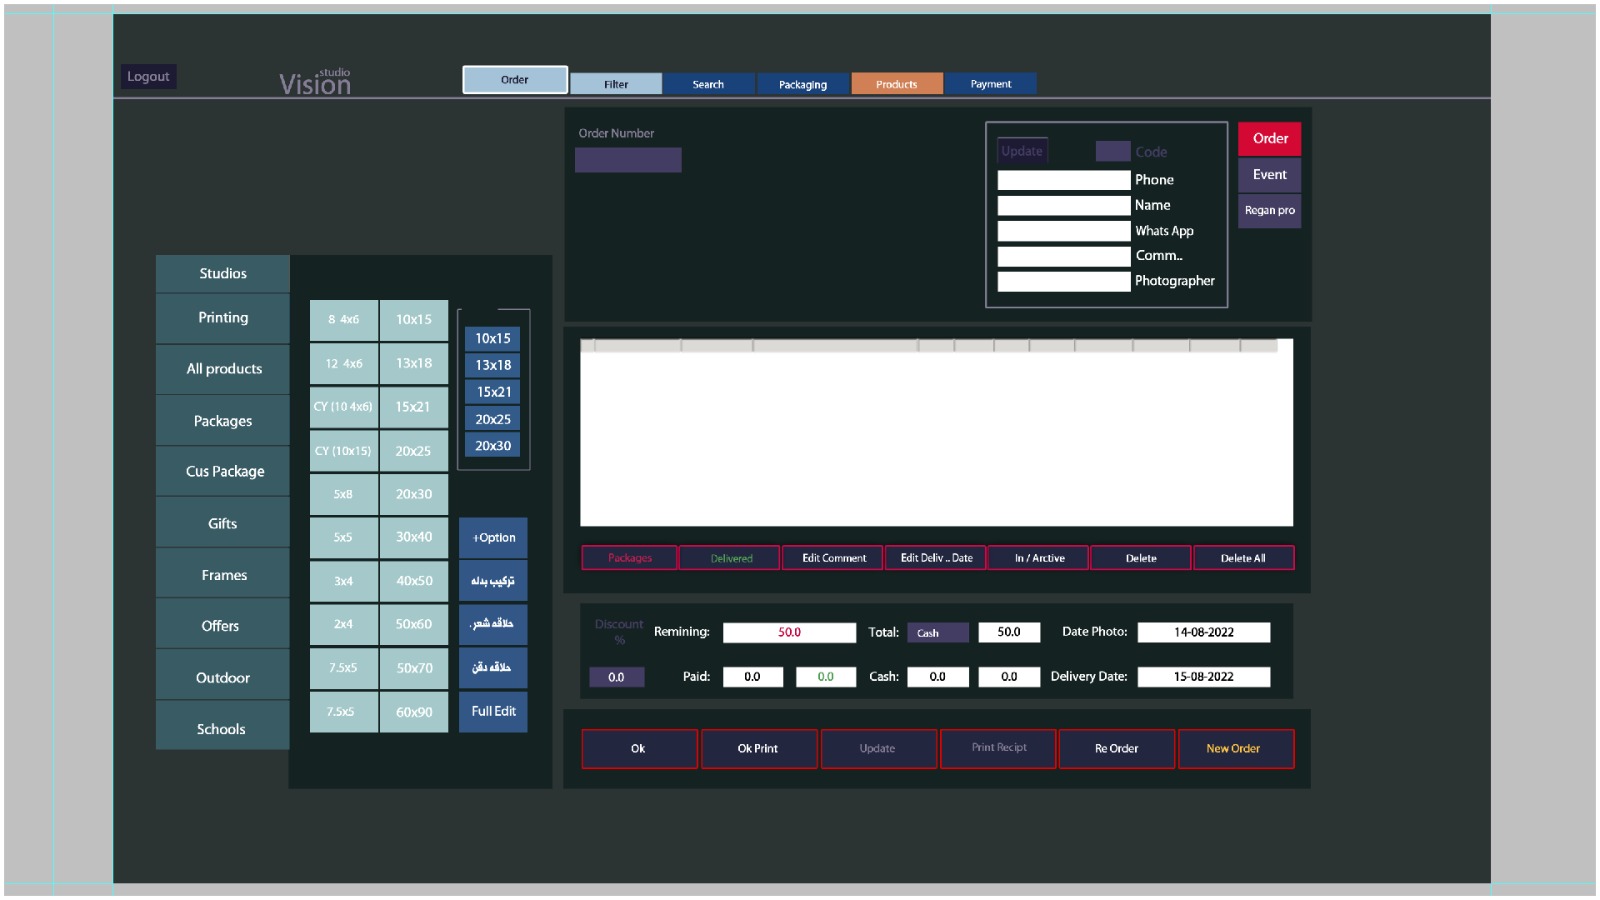 Logout
studio
Vision
Order
Filter
Search
Packaging
Products
Payment
Order Number
Update
Code
Phone
Name
Whats App
Comm..
Photographer
Order
Event
Regan pro
Studios
Printing
All products
Packages
Cus Package
Gifts
Frames
Offers
Outdoor
Schools
8 4x6
10x15
12 4x6
13x18
CY (10 4x6)
15x21
CY (10x15)
20x25
5x8
20x30
5x5
30x40
3x4
40x50
2x4
50x60
7.5x5
50x70
7.5x5
60x90
10x15
13x18
15x21
20x25
20x30
+Option
تركيب بدله
حلاقه شعر.
حلاقه دقن
Full Edit
Packages
Delivered
Edit Comment
Edit Deliv .. Date
In / Arctive
Delete
Delete All
Discount
%
Remining:
50.0
Total:
Cash
50.0
Date Photo:
14-08-2022
0.0
Paid:
0.0
0.0
Cash:
0.0
0.0
Delivery Date:
15-08-2022
Ok
Ok Print
Update
Print Recipt
Re Order
New Order